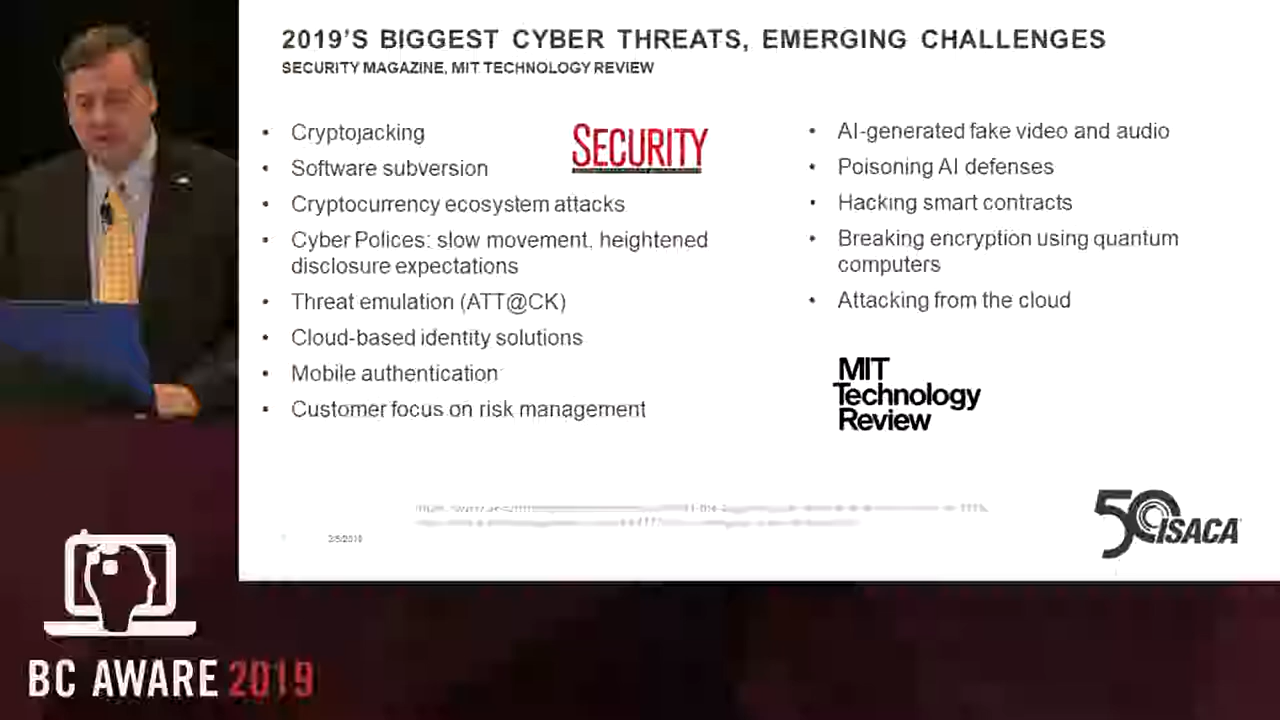 2019'S BIGGEST CYBER THREATS, EMERGING CHALLENGES
SECURITY MAGAZINE, MIT TECHNOLOGY REVIEW
• Cryptojacking
• Software subversion
• Cryptocurrency ecosystem attacks
• Cyber Polices: slow movement, heightened
disclosure expectations
• Threat emulation (ATT@CK)
• Cloud-based identity solutions
• Mobile authentication
• Customer focus on risk management
SECURITY
• AI-generated fake video and audio
• Poisoning AI defenses
• Hacking smart contracts
• Breaking encryption using quantum
computers
• Attacking from the cloud
MIT
Technology
Review
50 ISACA
BC AWARE 2019